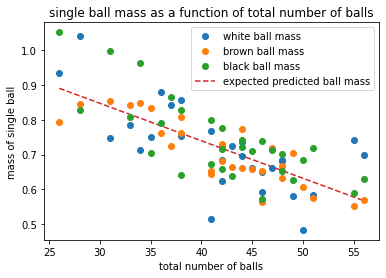 single ball mass as a function of total number of balls
white ball mass
brown ball mass
black ball mass
expected predicted ball mass
mass of single ball
1.0
0.9
0.8
0.7
0.6
0.5
25 30 35 40 45 50 55
total number of balls